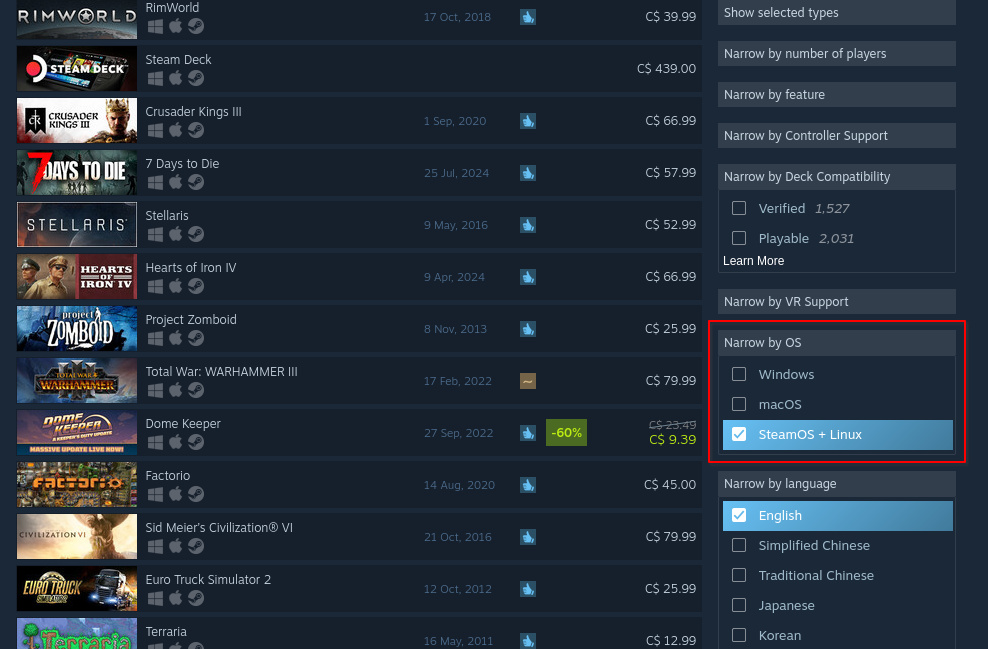 RIMWORLD
RimWorld
17 Oct, 2018
C$ 39.99
STEAM DECK
Steam Deck
C$ 439.00
CRUSADER
KINGS III
Crusader Kings III
1 Sep, 2020
C$ 66.99
7 DAYS TO DIE
7 Days to Die
25 Jul, 2024
C$ 57.99
STELLARIS
Stellaris
9 May, 2016
C$ 52.99
HEARTS
OF
IRON IV
Hearts of Iron IV
9 Apr, 2024
C$ 66.99
project
ZOMBOID
Project Zomboid
8 Nov, 2013
C$ 25.99
TOTAL WAR
WARHAMMER
III
Total War: WARHAMMER III
17 Feb, 2022
C$ 79.99
DOME
KEEPER
A KEEPER'S DUTY UPDATE
MASSIVE UPDATE LIVE NOW!
Dome Keeper
27 Sep, 2022
-60%
C$ 23.49
C$ 9.39
FACTORIO
Factorio
14 Aug, 2020
C$ 45.00
CIVILIZATION VI
Sid Meier's Civilization® VI
21 Oct, 2016
C$ 79.99
EURO TRUCK
SIMULATOR 2
Euro Truck Simulator 2
12 Oct, 2012
C$ 25.99
Terraria
Terraria
16 May, 2011
C$ 12.99
Show selected types
Narrow by number of players
Narrow by feature
Narrow by Controller Support
Narrow by Deck Compatibility
Verified 1,527
Playable 2,031
Learn More
Narrow by VR Support
Narrow by OS
Windows
macOS
SteamOS + Linux
Narrow by language
English
Simplified Chinese
Traditional Chinese
Japanese
Korean